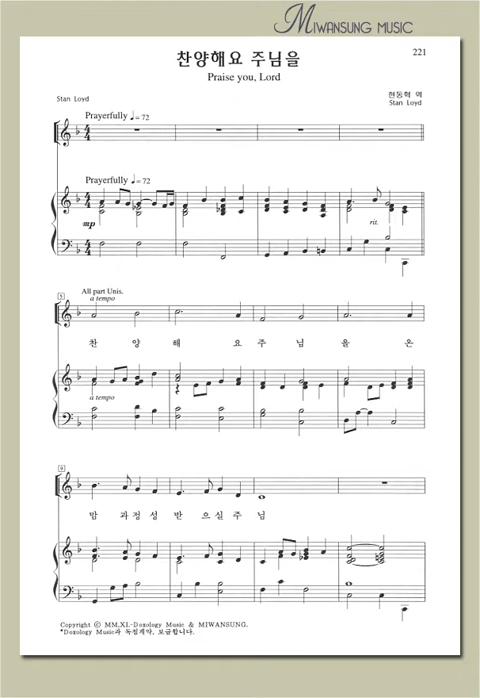 MIWANSUNG MUSIC
찬양해요 주님을
221
Praise you, Lord
Stan Loyd
현동혁 역
Stan Loyd
Prayerfully ♩= 72
4/4
Prayerfully ♩= 72
mp
rit.
5
All part Unis.
a tempo
찬 양 해 요 주 님 을 온
a tempo
9
맘 과 정 성 받 으 실 주 님
Copyright ⓒ MM.XI.-Doxology Music & MIWANSUNG.
*Doxology Music과 독점계약, 보급합니다.